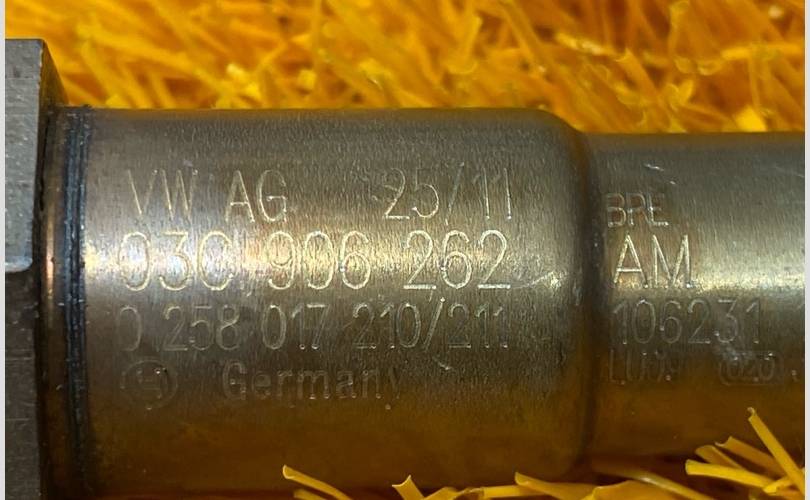 VW AG 25/11 BRE
030 906 262 AM
0 258 017 210/211 106231
Germany